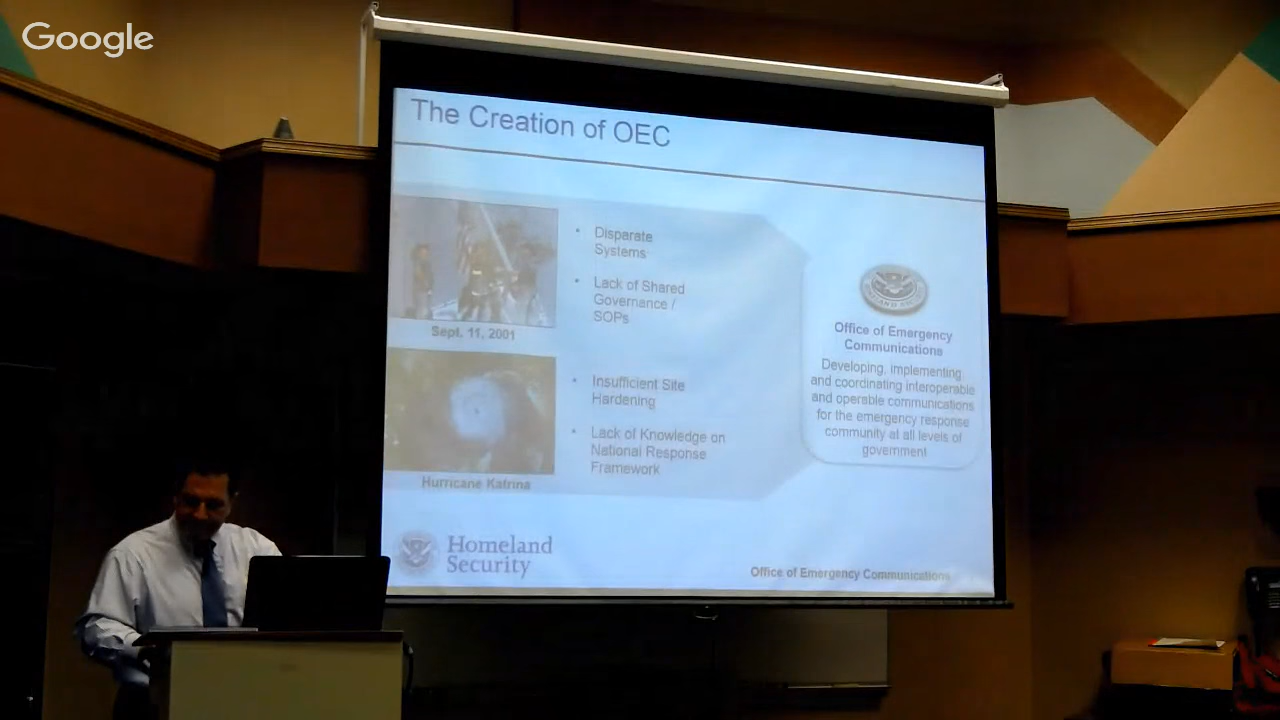 Google
The Creation of OEC
• Disparate
Systems
• Lack of Shared
Governance /
SOPs
Sept. 11, 2001
• Insufficient Site
Hardening
• Lack of Knowledge on
National Response
Framework
Hurricane Katrina
Office of Emergency
Communications
Developing, implementing
and coordinating interoperable
and operable communications
for the emergency response
community at all levels of
government
Homeland
Security
Office of Emergency Communications